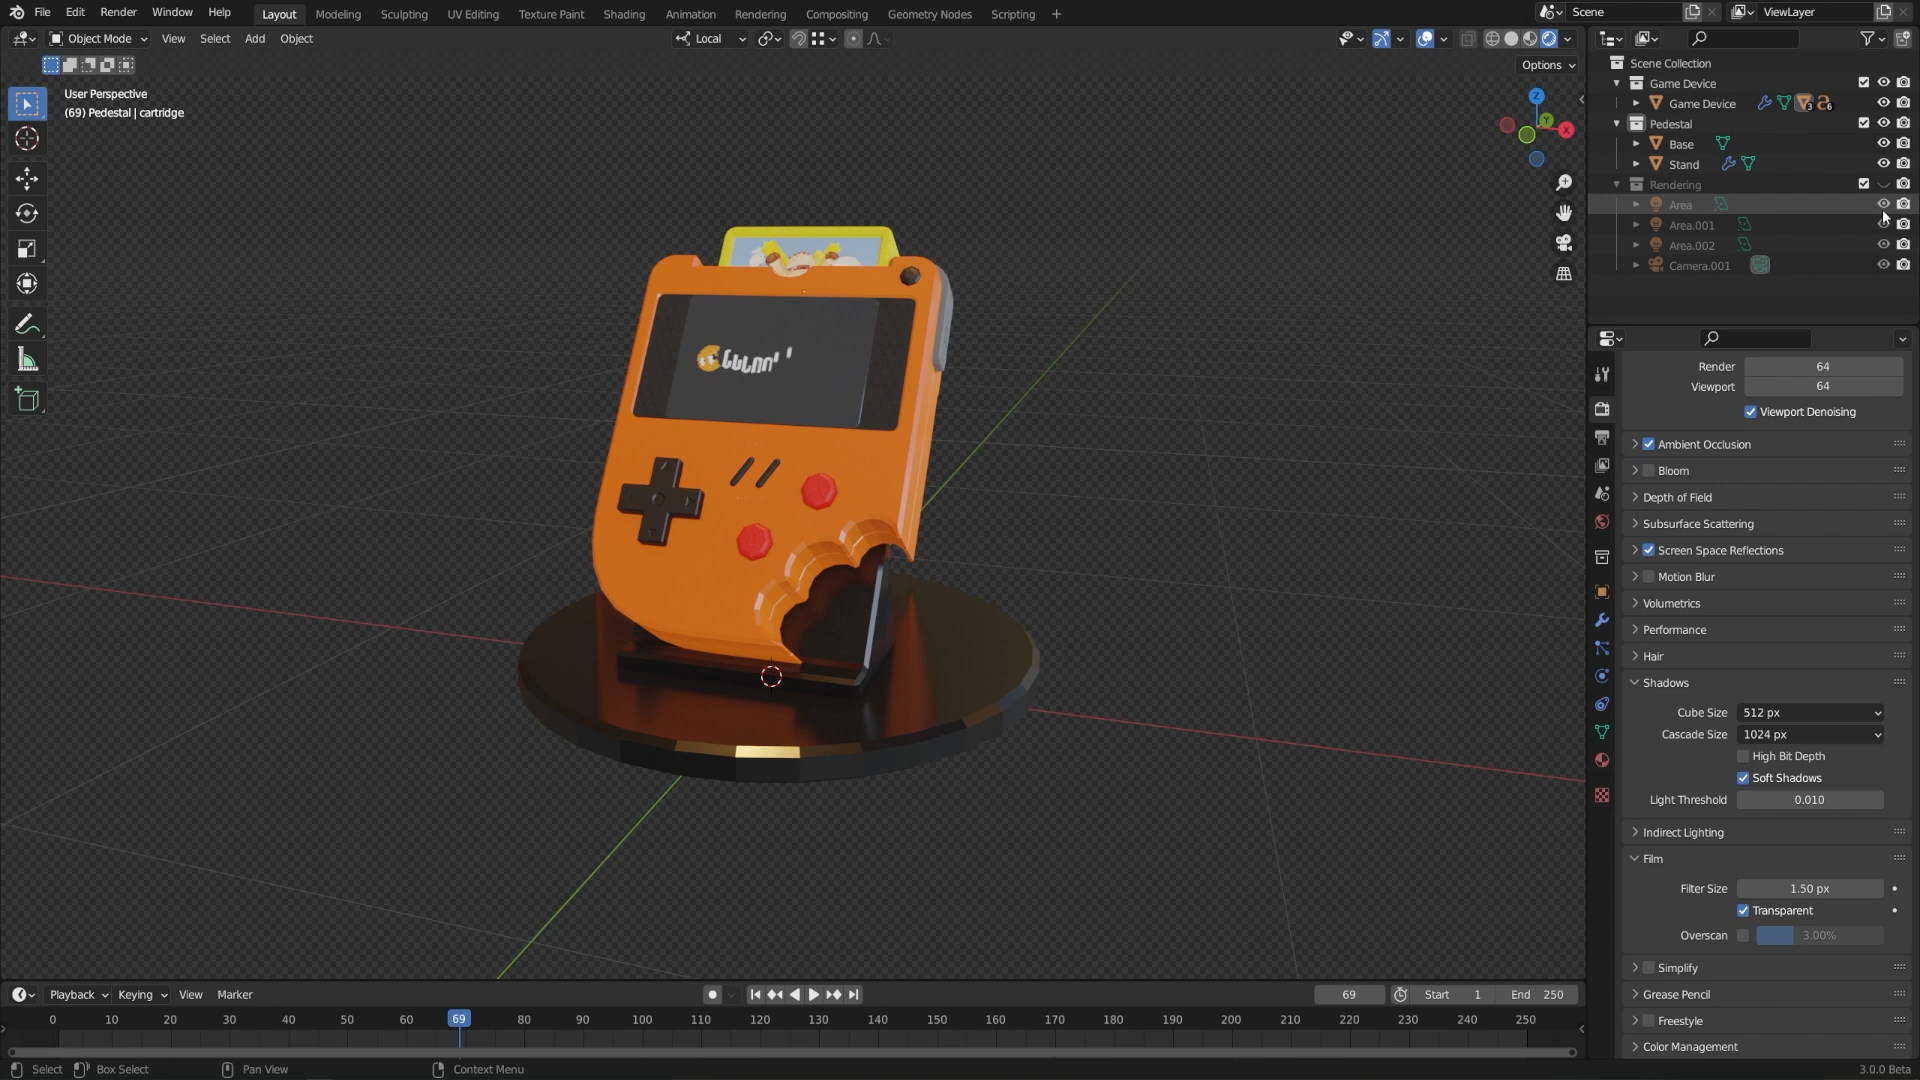 File Edit Render Window Help Layout Modeling Sculpting UV Editing Texture Paint Shading Animation Rendering Compositing Geometry Nodes Scripting + Scene ViewLayer
Object Mode View Select Add Object Local
Options
User Perspective
(69) Pedestal | cartridge
Z
Y
X
Scene Collection
Game Device
Game Device 3 6
Pedestal
Base
Stand
Rendering
Area
Area.001
Area.002
Camera.001
Render 64
Viewport 64
Viewport Denoising
Ambient Occlusion
Bloom
Depth of Field
Subsurface Scattering
Screen Space Reflections
Motion Blur
Volumetrics
Performance
Hair
Shadows
Cube Size 512 px
Cascade Size 1024 px
High Bit Depth
Soft Shadows
Light Threshold 0.010
Indirect Lighting
Film
Filter Size 1.50 px
Transparent
Overscan 3.00%
Simplify
Grease Pencil
Freestyle
Color Management
Playback Keying View Marker 69 Start 1 End 250
0 10 20 30 40 50 60 69 80 90 100 110 120 130 140 150 160 170 180 190 200 210 220 230 240 250
Select Box Select Pan View Context Menu 3.0.0 Beta